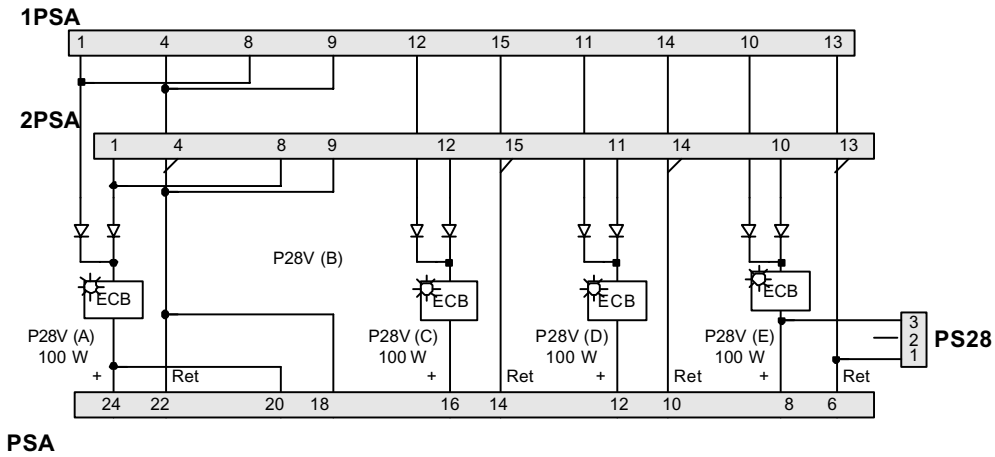 1PSA
1 4 8 9 12 15 11 14 10 13
2PSA
1 4 8 9 12 15 11 14 10 13
P28V (B)
ECB ECB ECB ECB
P28V (A) P28V (C) P28V (D) P28V (E)
100 W 100 W 100 W 100 W
3
2 PS28
1
+ Ret + Ret + Ret + Ret
24 22 20 18 16 14 12 10 8 6
PSA